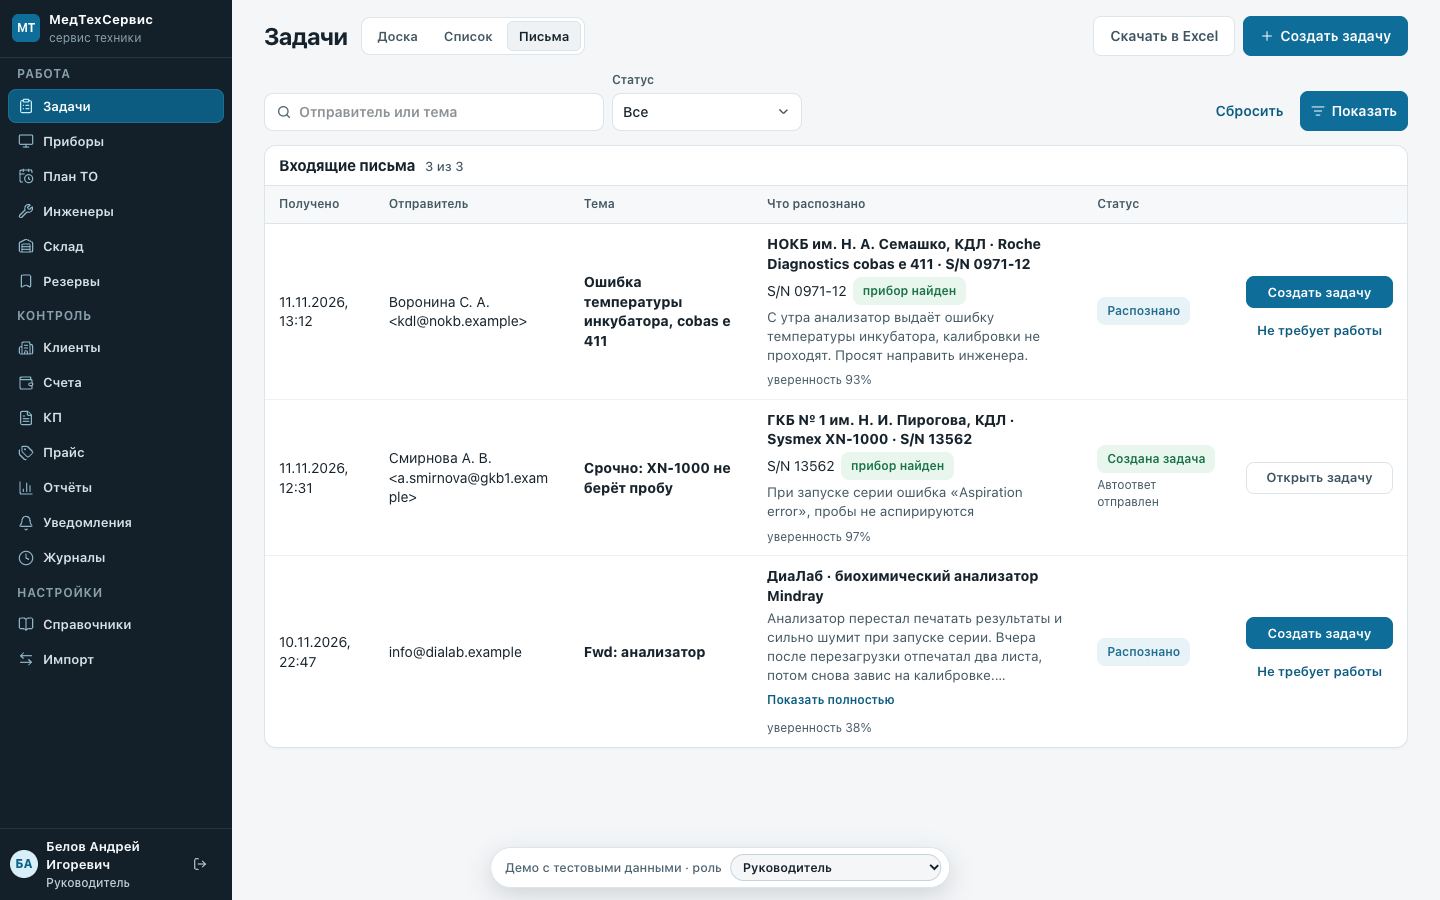 МТ
МедТехСервис
сервис техники
РАБОТА
Задачи
Приборы
План ТО
Инженеры
Склад
Резервы
КОНТРОЛЬ
Клиенты
Счета
КП
Прайс
Отчёты
Уведомления
Журналы
НАСТРОЙКИ
Справочники
Импорт
БА
Белов Андрей
Игоревич
Руководитель
Задачи
Доска Список Письма
Скачать в Excel
Создать задачу
Статус
Отправитель или тема
Все
Сбросить
Показать
Входящие письма 3 из 3
Получено Отправитель Тема Что распознано Статус
11.11.2026,
13:12
Воронина С. А.
<kdl@nokb.example>
Ошибка
температуры
инкубатора, cobas e
411
НОКБ им. Н. А. Семашко, КДЛ · Roche
Diagnostics cobas e 411 · S/N 0971-12
S/N 0971-12 прибор найден
С утра анализатор выдаёт ошибку
температуры инкубатора, калибровки не
проходят. Просят направить инженера.
уверенность 93%
Распознано
Создать задачу
Не требует работы
11.11.2026,
12:31
Смирнова А. В.
<a.smirnova@gkb1.exam
ple>
Срочно: XN-1000 не
берёт пробу
ГКБ № 1 им. Н. И. Пирогова, КДЛ ·
Sysmex XN-1000 · S/N 13562
S/N 13562 прибор найден
При запуске серии ошибка «Aspiration
error», пробы не аспирируются
уверенность 97%
Создана задача
Автоответ
отправлен
Открыть задачу
10.11.2026,
22:47
info@dialab.example
Fwd: анализатор
ДиаЛаб · биохимический анализатор
Mindray
Анализатор перестал печатать результаты и
сильно шумит при запуске серии. Вчера
после перезагрузки отпечатал два листа,
потом снова завис на калибровке.…
Показать полностью
уверенность 38%
Распознано
Создать задачу
Не требует работы
Демо с тестовыми данными · роль Руководитель